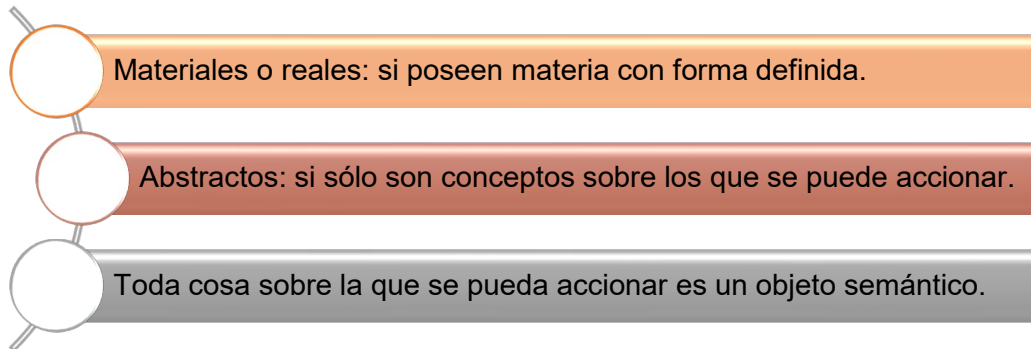 Materiales o reales: si poseen materia con forma definida.
Abstractos: si sólo son conceptos sobre los que se puede accionar.
Toda cosa sobre la que se pueda accionar es un objeto semántico.